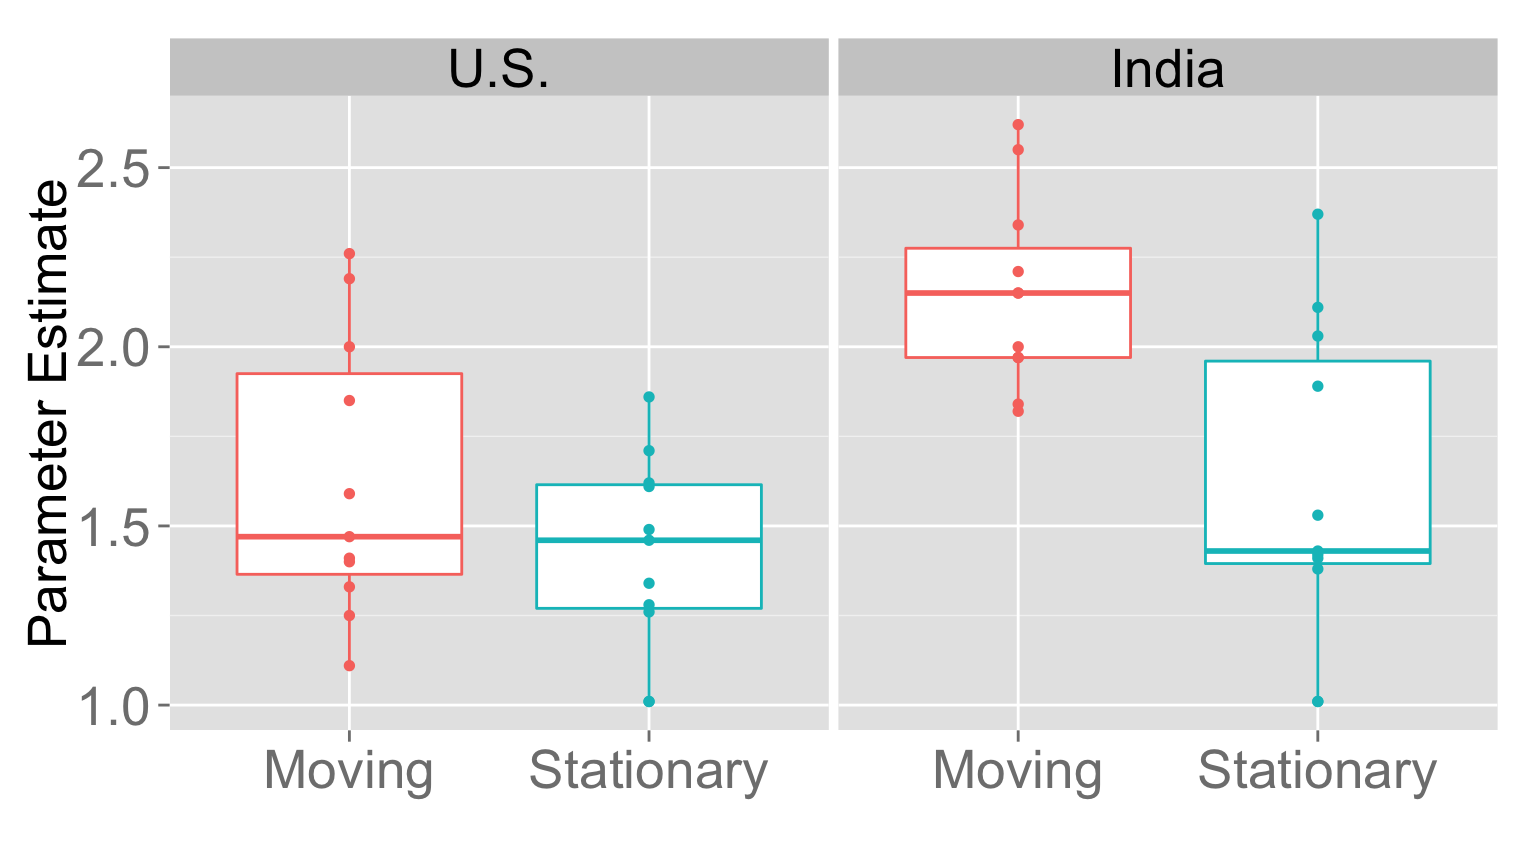 U.S.
India
Parameter Estimate
2.5
2.0
1.5
1.0
Moving
Stationary
Moving
Stationary